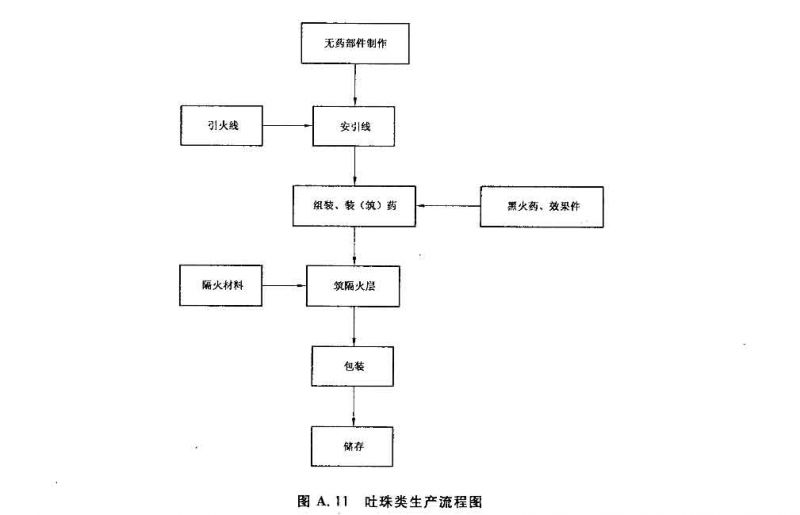 无药部件制作
引火线
安引线
组装、装（筑）药
黑火药、效果件
隔火材料
筑隔火层
包装
储存
图 A.11 吐珠类生产流程图